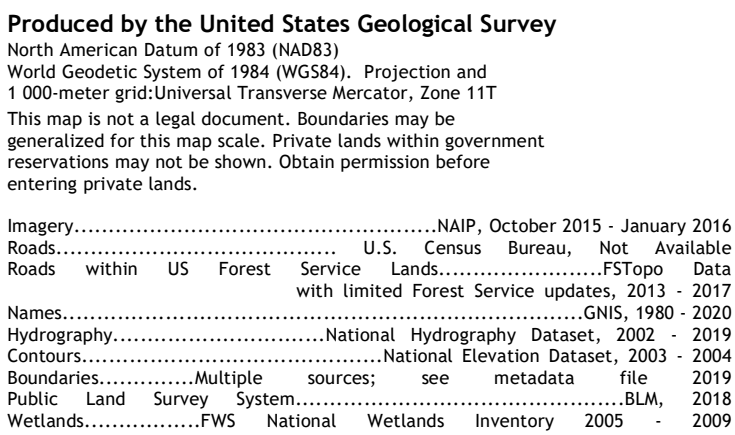 Produced by the United States Geological Survey
North American Datum of 1983 (NAD83)
World Geodetic System of 1984 (WGS84). Projection and
1 000-meter grid:Universal Transverse Mercator, Zone 11T
This map is not a legal document. Boundaries may be
generalized for this map scale. Private lands within government
reservations may not be shown. Obtain permission before
entering private lands.
Imagery.....................................................NAIP, October 2015 - January 2016
Roads......................................... U.S. Census Bureau, Not Available
Roads within US Forest Service Lands........................FSTopo Data
with limited Forest Service updates, 2013 - 2017
Names............................................................................GNIS, 1980 - 2020
Hydrography...............................National Hydrography Dataset, 2002 - 2019
Contours............................................National Elevation Dataset, 2003 - 2004
Boundaries..............Multiple sources; see metadata file 2019
Public Land Survey System................................................BLM, 2018
Wetlands.................FWS National Wetlands Inventory 2005 - 2009